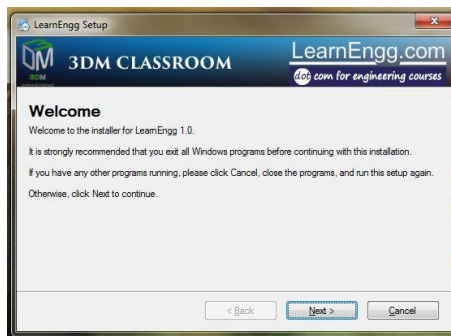 LearnEngg Setup
3DM
3DM CLASSROOM
LearnEngg.com
dot com for engineering courses
Welcome
Welcome to the installer for LearnEngg 1.0.
It is strongly recommended that you exit all Windows programs before continuing with this installation.
If you have any other programs running, please click Cancel, close the programs, and run this setup again.
Otherwise, click Next to continue.
< Back
Next >
Cancel